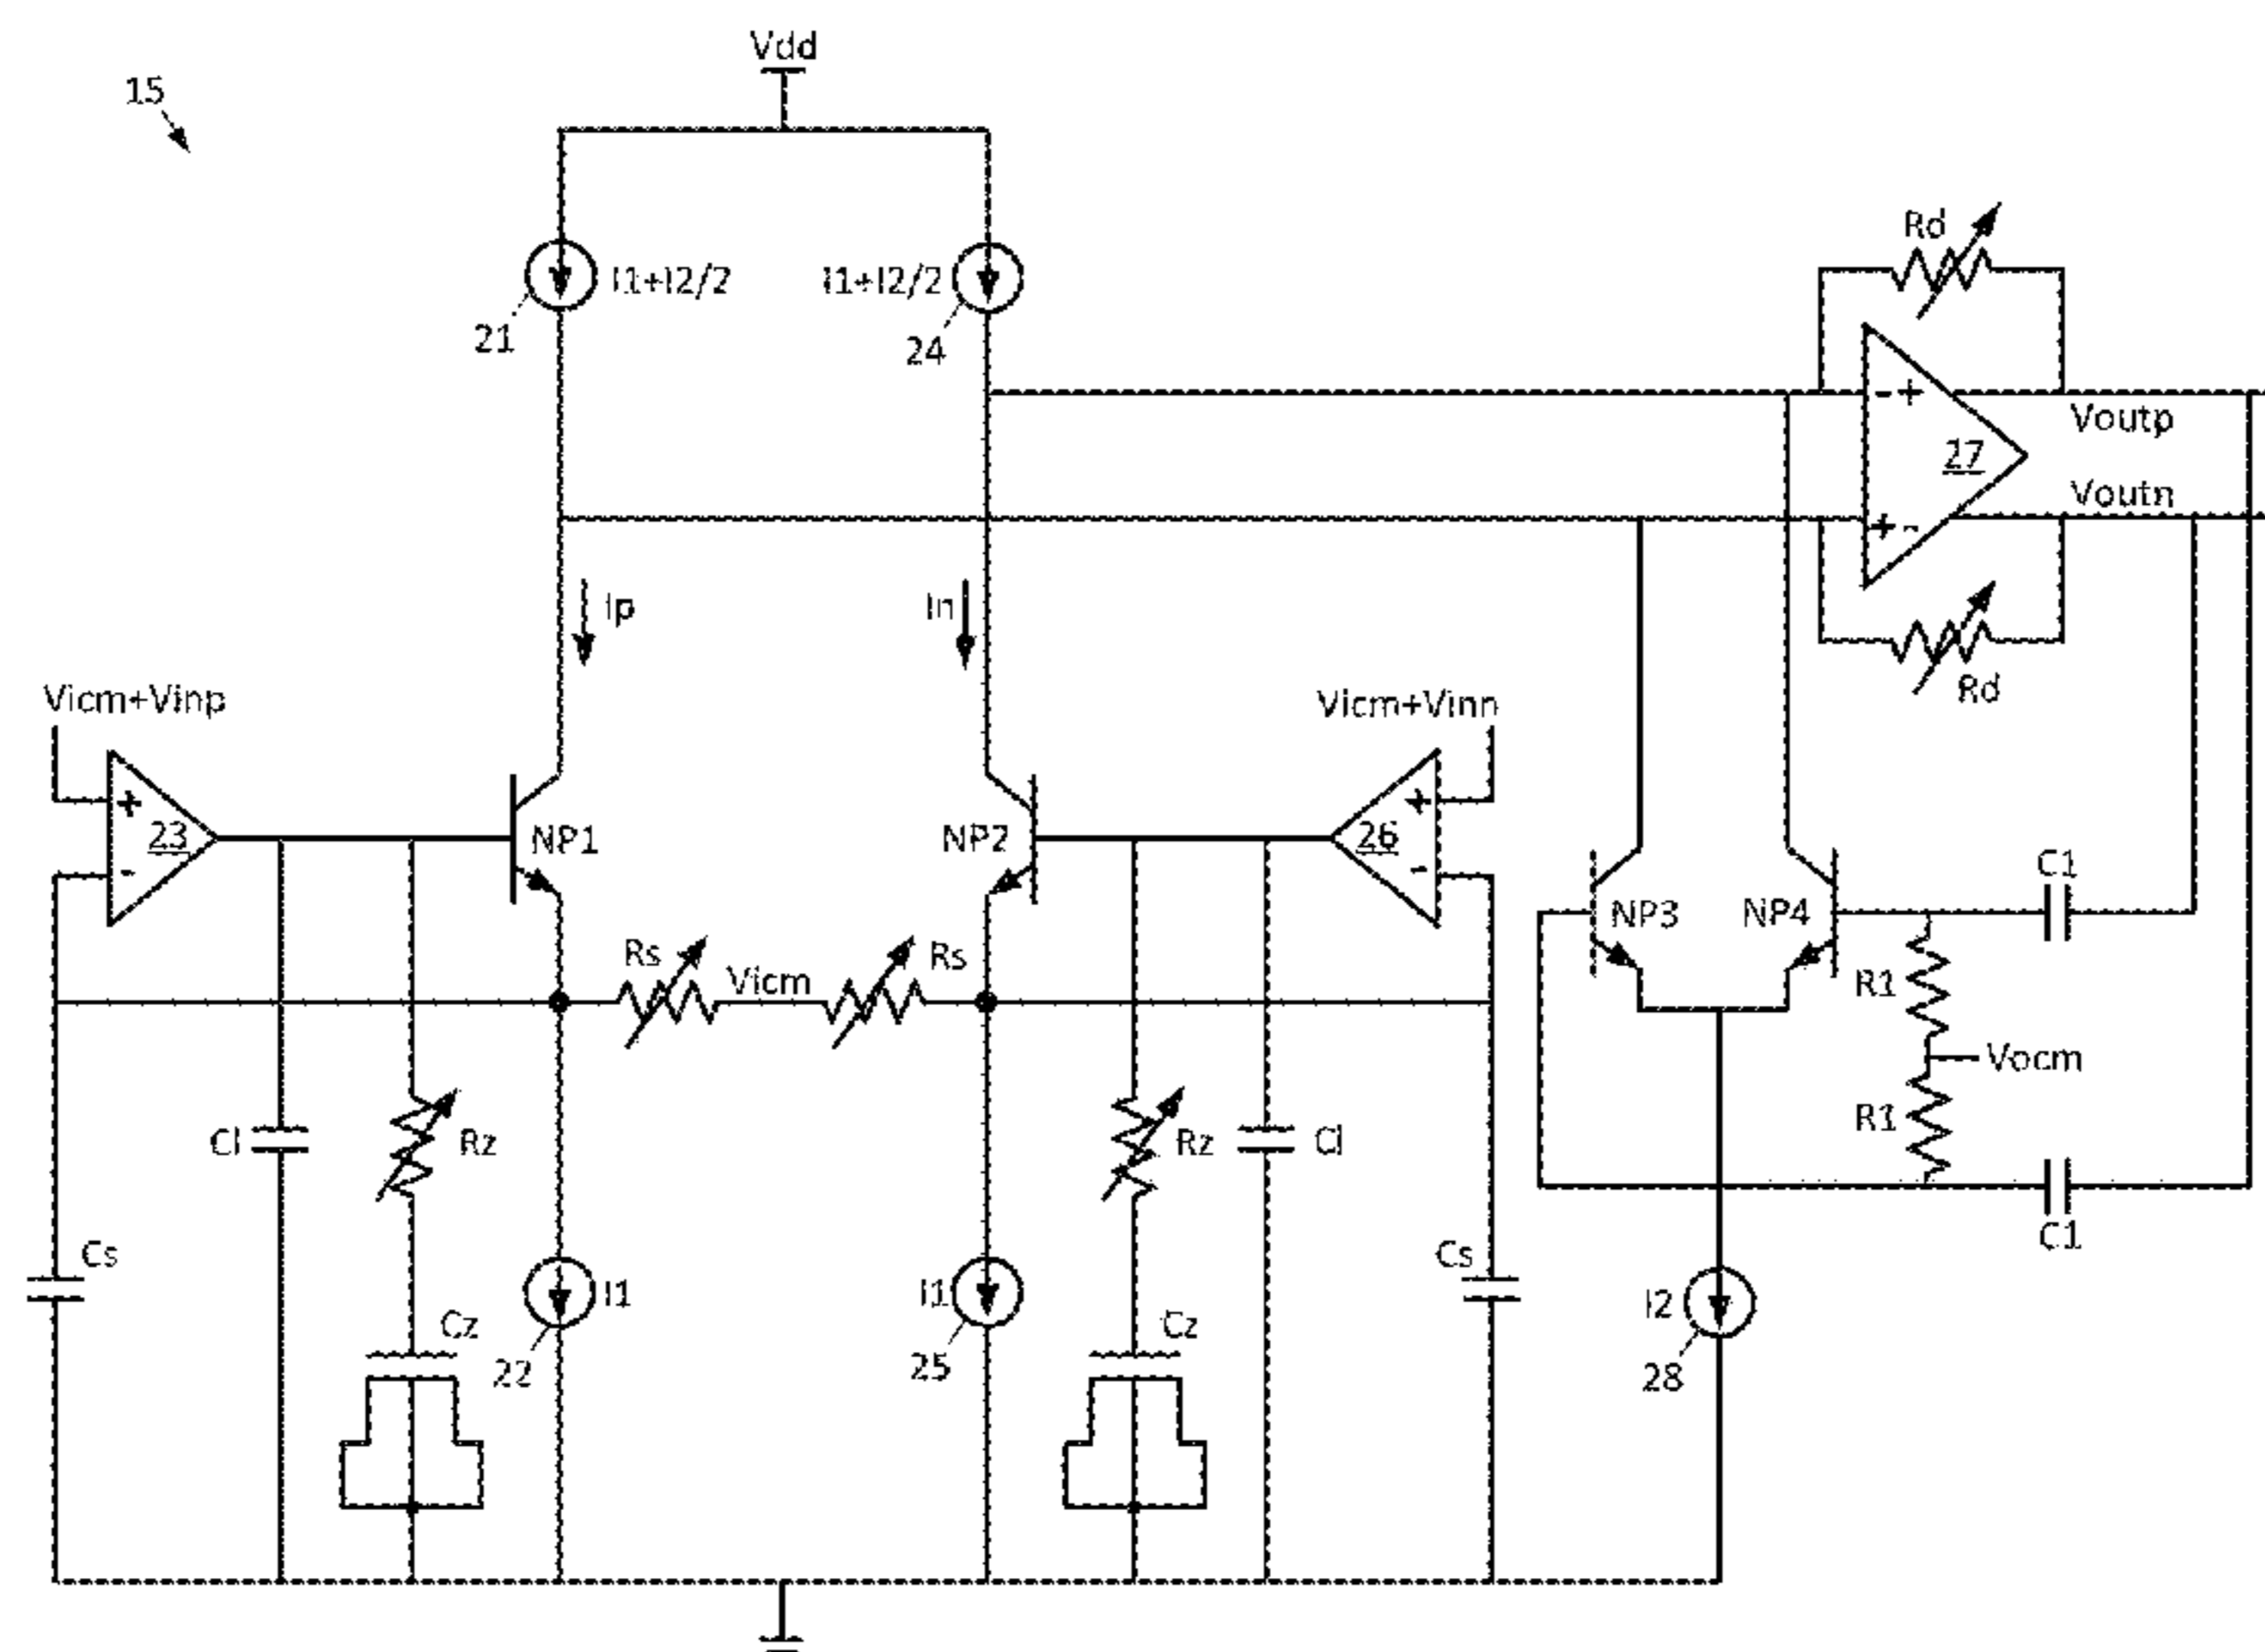 Vdd
15
I1+I2/2
I1+I2/2
21
24
Rd
- +
Voutp
27
Voutn
+ -
Rd
Ip
In
Vicm+Vinp
Vicm+Vinn
+
23
-
NP1
NP2
+
26
-
Rs
Vicm
Rs
NP3
NP4
C1
R1
Vocm
R1
C1
Cl
Rz
Rz
Cl
Cs
Cz
I1
22
I1
25
Cz
Cs
I2
28